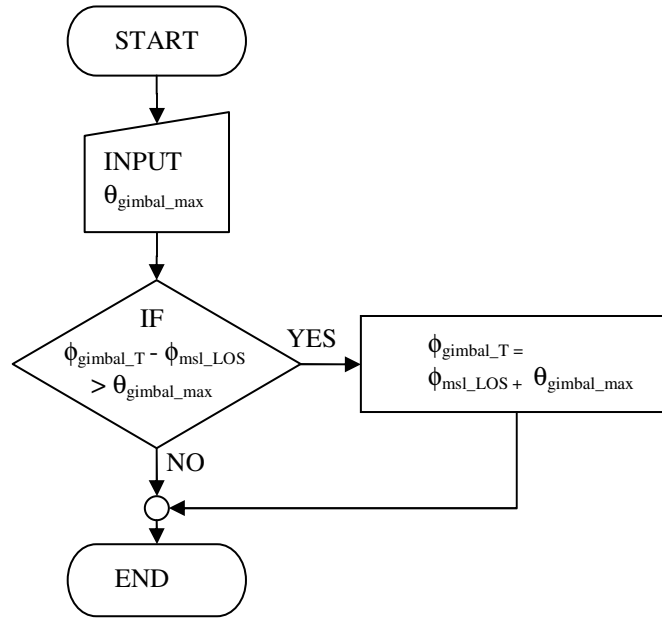 START
INPUT
θgimbal_max
IF
ϕgimbal_T - ϕmsl_LOS
> θgimbal_max
YES
ϕgimbal_T =
ϕmsl_LOS + θgimbal_max
NO
END